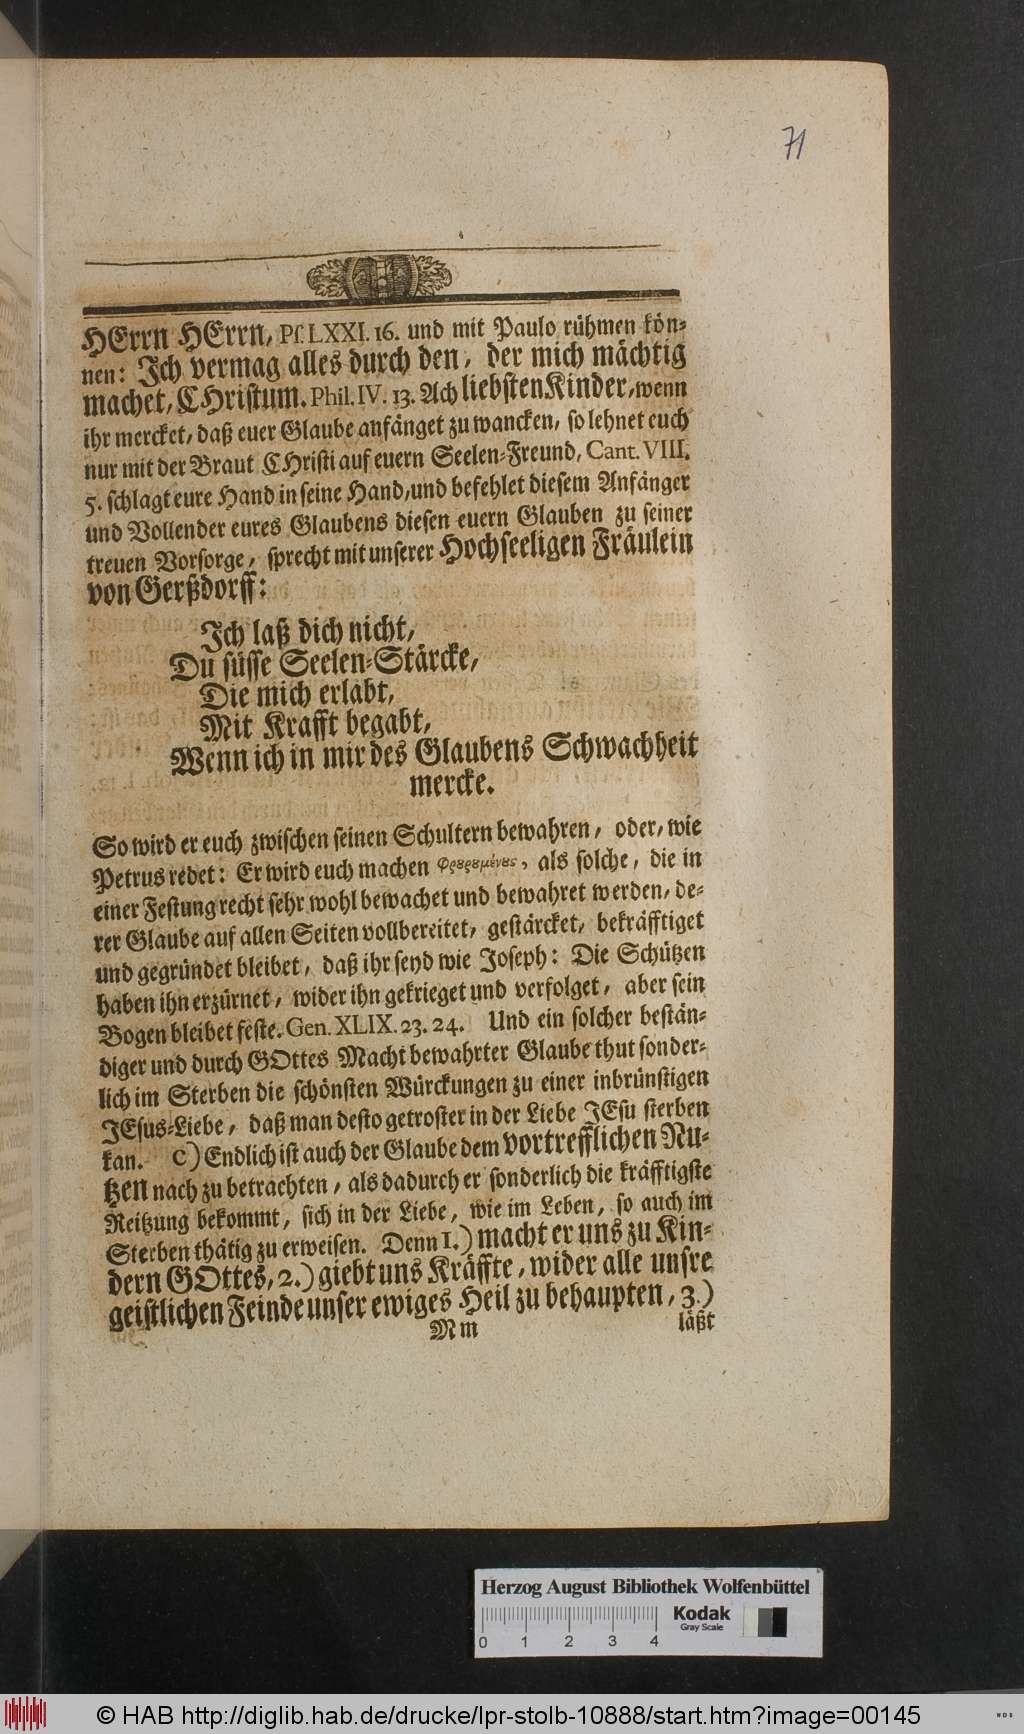 71
HErrn HErrn, Pſ. LXXI. 16. und mit Paulo rühmen kön⸗
nen: Ich vermag alles durch den, der mich mächtig
machet, CHristum. Phil. IV. 13. Ach liebsten Kinder, wenn
ihr mercket, daß euer Glaube anfänget zu wancken, so lehnet euch
nur mit der Braut CHristi auf euern Seelen⸗Freund, Cant. VIII.
5. schlagt eure Hand in seine Hand, und befehlet diesem Anfänger
und Vollender eures Glaubens diesen euern Glauben zu seiner
treuen Vorsorge, sprecht mit unserer Hochseeligen Fräulein
von Gerßdorff:
Ich laß dich nicht,
Du süsse Seelen⸗Stärcke,
Die mich erlabt,
Mit Krafft begabt,
Wenn ich in mir des Glaubens Schwachheit
mercke.
So wird er euch zwischen seinen Schultern bewahren, oder, wie
Petrus redet: Er wird euch machen φρουρουμένους, als solche, die in
einer Festung recht sehr wohl bewachet und bewahret werden, de⸗
rer Glaube auf allen Seiten vollbereitet, gestärcket, bekräfftiget
und gegründet bleibet, daß ihr seyd wie Joseph: Die Schützen
haben ihn erzürnet, wider ihn gekrieget und verfolget, aber sein
Bogen bleibet feste. Gen. XLIX. 23. 24. Und ein solcher bestän⸗
diger und durch GOttes Macht bewahrter Glaube thut sonder⸗
lich im Sterben die schönsten Würckungen zu einer inbrünstigen
JEsus⸗Liebe, daß man desto getroster in der Liebe JEsu sterben
kan. c) Endlich ist auch der Glaube dem vortrefflichen Nu⸗
tzen nach zu betrachten, als dadurch er sonderlich die kräfftigste
Reitzung bekommt, sich in der Liebe, wie im Leben, so auch im
Sterben thätig zu erweisen. Denn 1.) macht er uns zu Kin⸗
dern GOttes, 2.) giebt uns Kräffte, wider alle unsre
geistlichen Feinde unser ewiges Heil zu behaupten, 3.)
Mm läßt
Herzog August Bibliothek Wolfenbüttel
Kodak
Gray Scale
0 1 2 3 4
© HAB http://diglib.hab.de/drucke/lpr-stolb-10888/start.htm?image=00145
WDB